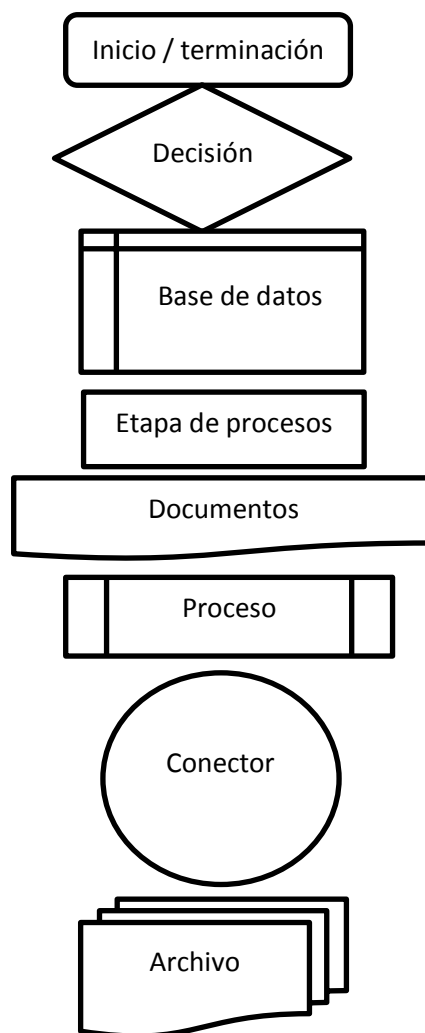 Inicio / terminación
Decisión
Base de datos
Etapa de procesos
Documentos
Proceso
Conector
Archivo